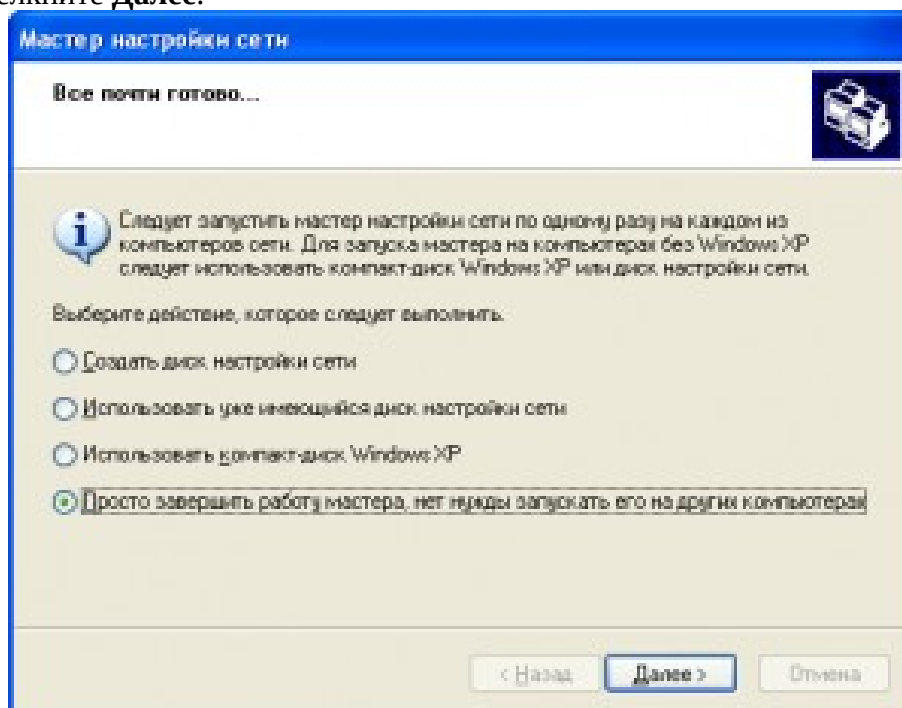 Далее.
Мастер настройки сети
Все почти готово...
Следует запустить мастер настройки сети по одному разу на каждом из
компьютеров сети. Для запуска мастера на компьютерах без Windows XP
следует использовать компакт-диск Windows XP или диск настройки сети.
Выберите действие, которое следует выполнить.
Создать диск настройки сети
Использовать уже имеющийся диск настройки сети
Использовать компакт-диск Windows XP
Просто завершить работу мастера, нет нужды запускать его на других компьютерах
< Назад Далее > Отмена